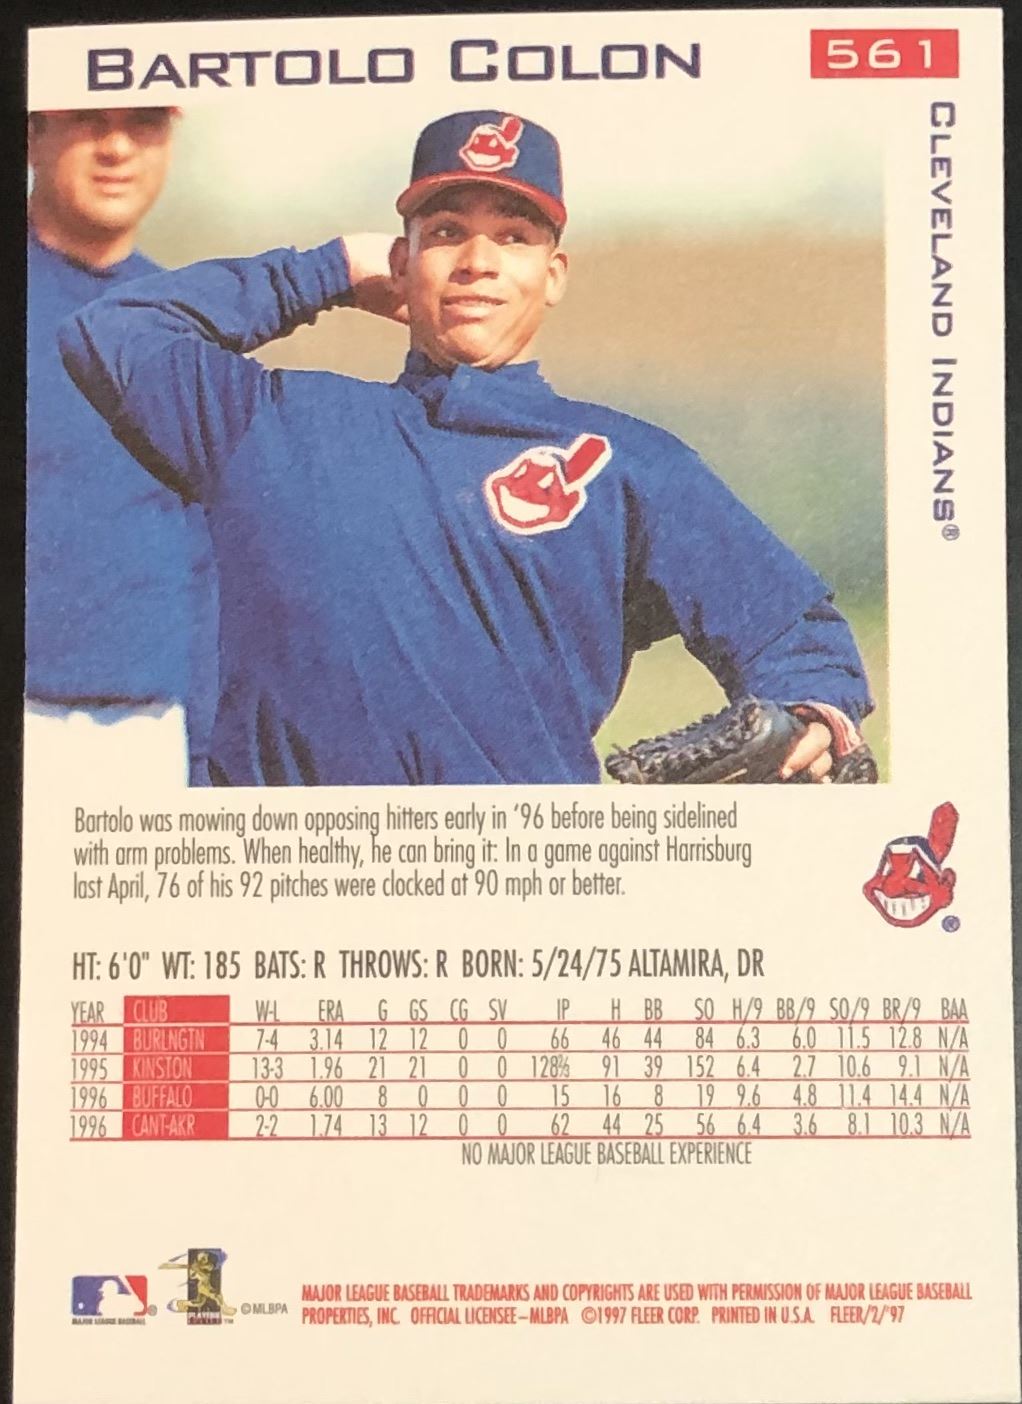 BARTOLO COLON
561
CLEVELAND INDIANS®
Bartolo was mowing down opposing hitters early in '96 before being sidelined
with arm problems. When healthy, he can bring it: In a game against Harrisburg
last April, 76 of his 92 pitches were clocked at 90 mph or better.
®
HT: 6'0" WT: 185 BATS: R THROWS: R BORN: 5/24/75 ALTAMIRA, DR
YEAR CLUB W-L ERA G GS CG SV IP H BB SO H/9 BB/9 SO/9 BR/9 BAA
1994 BURLNGTN 7-4 3.14 12 12 0 0 66 46 44 84 6.3 6.0 11.5 12.8 N/A
1995 KINSTON 13-3 1.96 21 21 0 0 128⅔ 91 39 152 6.4 2.7 10.6 9.1 N/A
1996 BUFFALO 0-0 6.00 8 0 0 0 15 16 8 19 9.6 4.8 11.4 14.4 N/A
1996 CANT-AKR 2-2 1.74 13 12 0 0 62 44 25 56 6.4 3.6 8.1 10.3 N/A
NO MAJOR LEAGUE BASEBALL EXPERIENCE
MAJOR LEAGUE BASEBALL ®
™ ©MLBPA
MAJOR LEAGUE BASEBALL TRADEMARKS AND COPYRIGHTS ARE USED WITH PERMISSION OF MAJOR LEAGUE BASEBALL
PROPERTIES, INC. OFFICIAL LICENSEE–MLBPA ©1997 FLEER CORP. PRINTED IN U.S.A. FLEER/2/'97